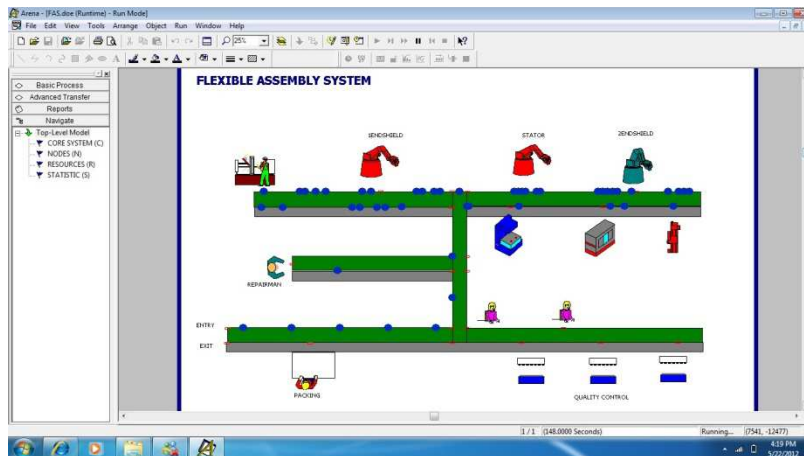 Arena - [FAS.doe (Runtime) - Run Mode]
File Edit View Tools Arrange Object Run Window Help
25%
Basic Process
Advanced Transfer
Reports
Navigate
Top-Level Model
CORE SYSTEM (C)
NODES (N)
RESOURCES (R)
STATISTIC (S)
FLEXIBLE ASSEMBLY SYSTEM
1ENDSHIELD
STATOR
2ENDSHIELD
REPAIRMAN
ENTRY
EXIT
PACKING
QUALITY CONTROL
1 / 1 (148.0000 Seconds) Running... (7541, -12477)
4:19 PM
5/22/2012